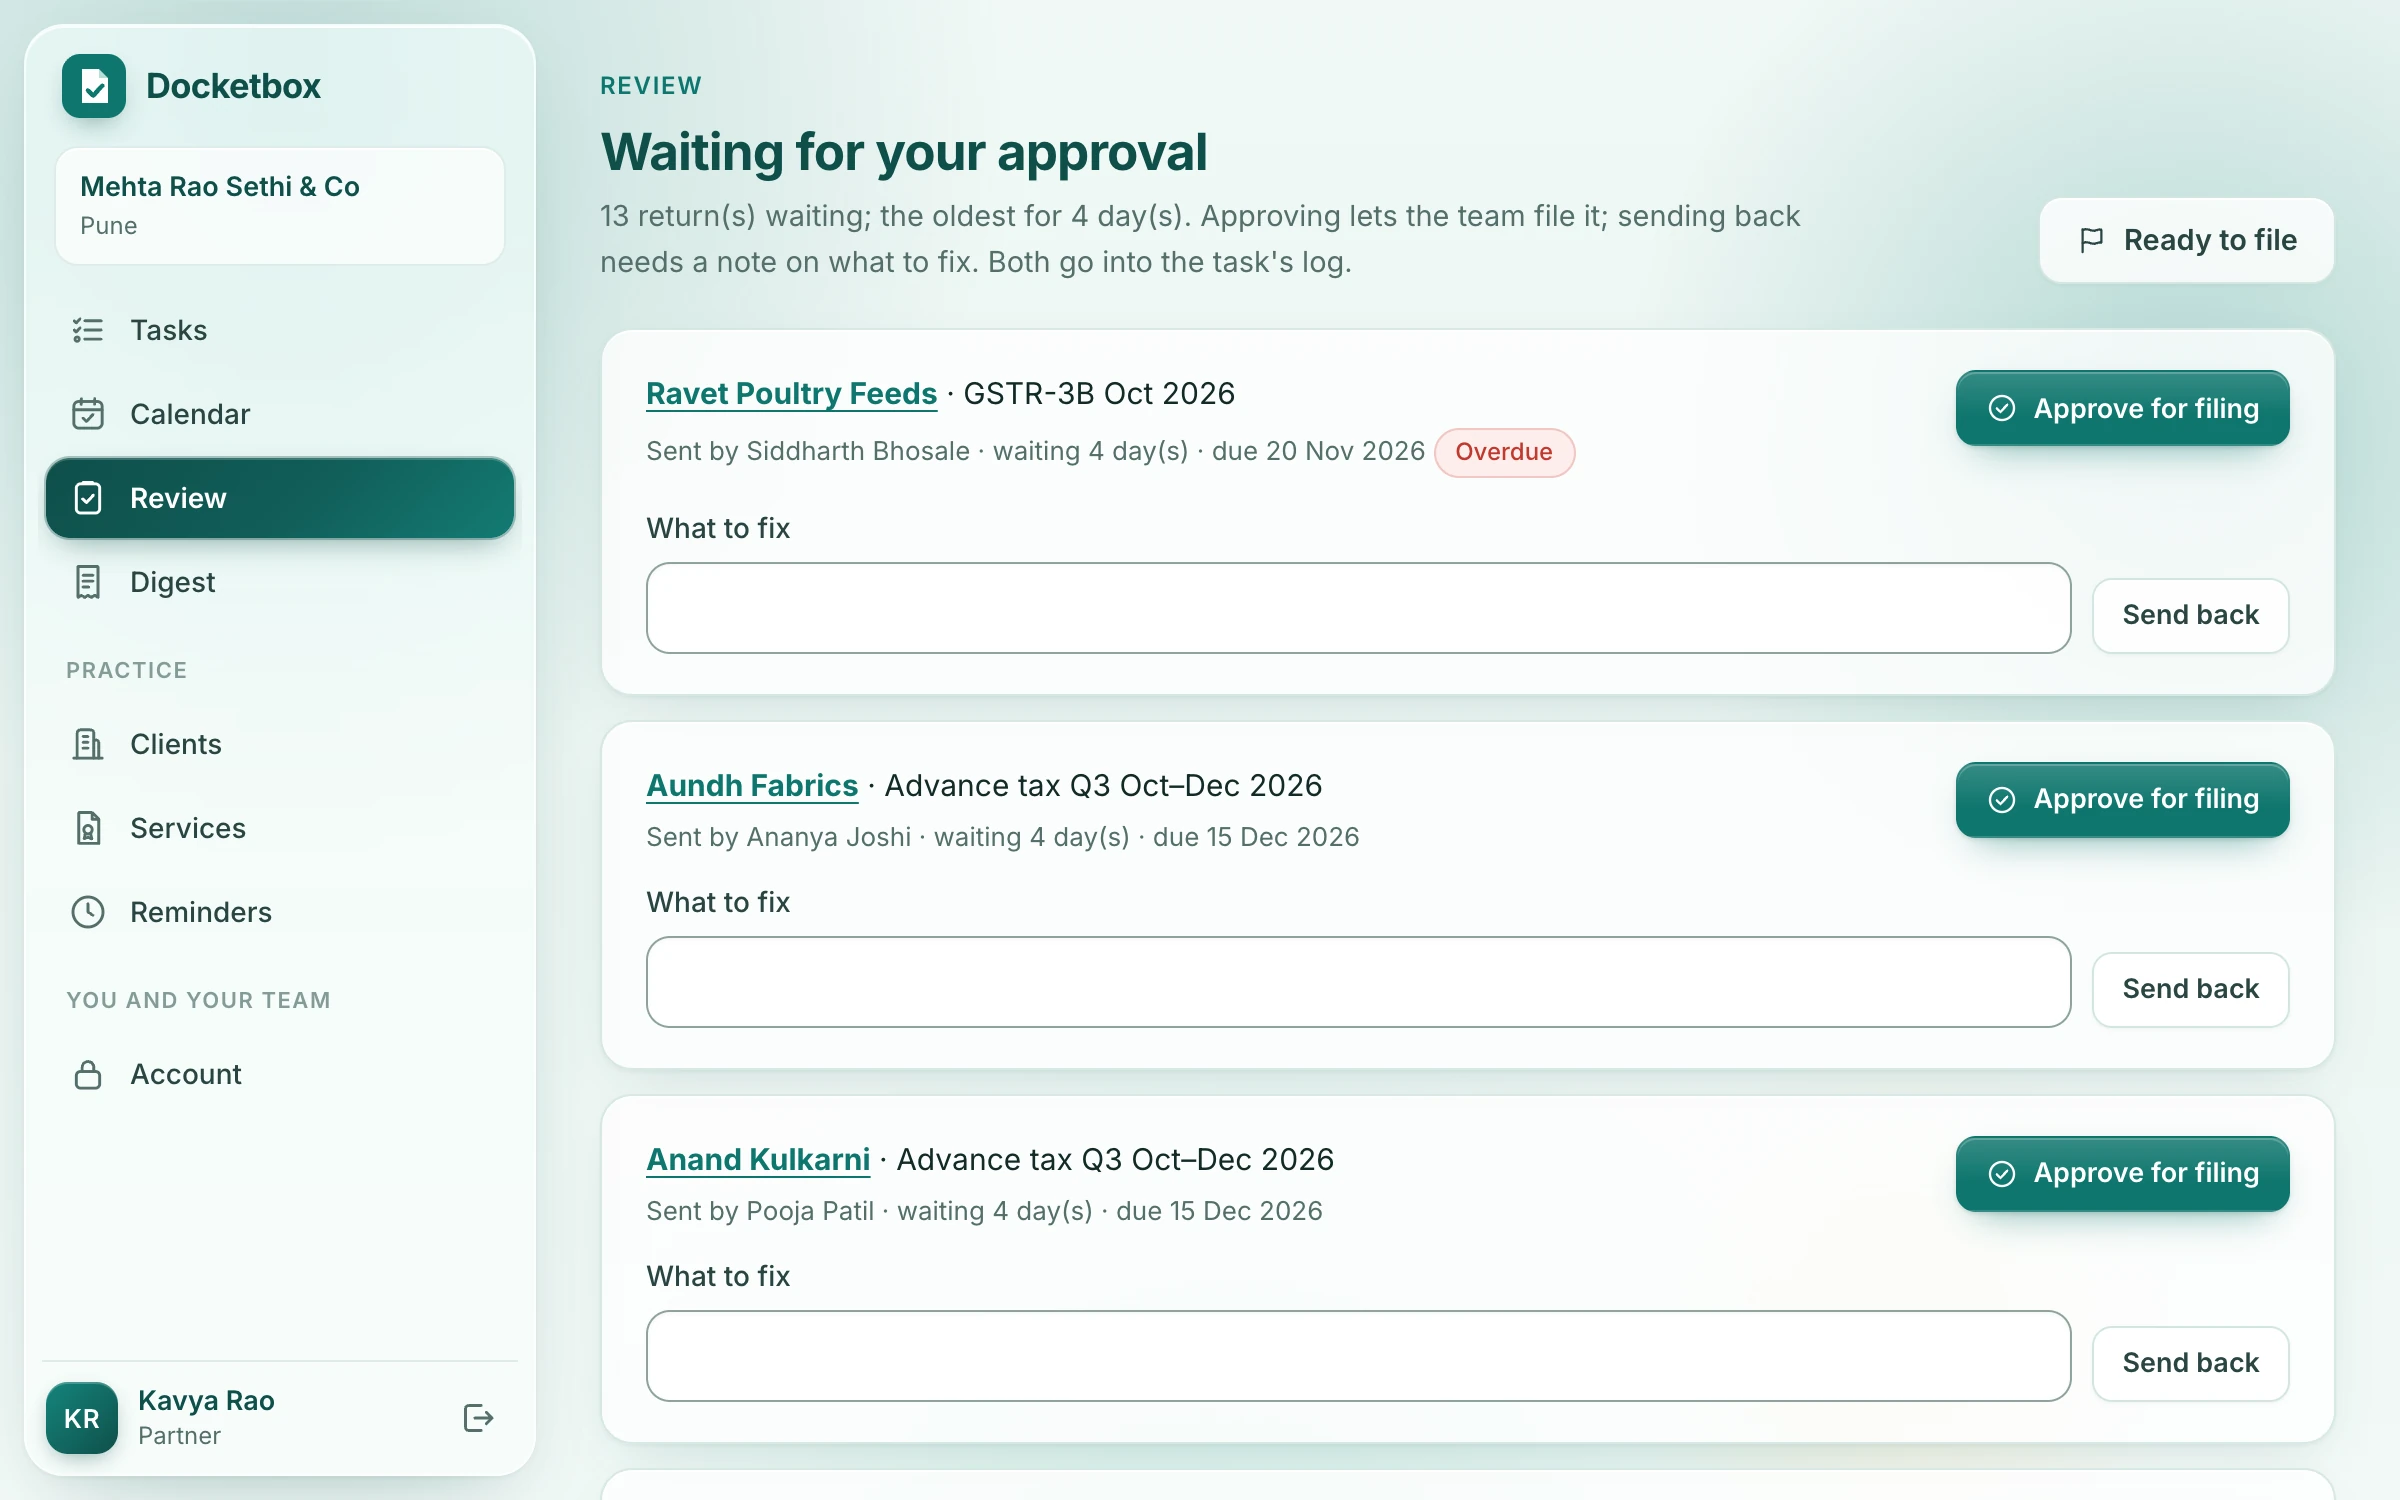 Docketbox
Mehta Rao Sethi & Co
Pune
Tasks
Calendar
Review
Digest
PRACTICE
Clients
Services
Reminders
YOU AND YOUR TEAM
Account
KR
Kavya Rao
Partner
REVIEW
Waiting for your approval
13 return(s) waiting; the oldest for 4 day(s). Approving lets the team file it; sending back
needs a note on what to fix. Both go into the task's log.
Ready to file
Ravet Poultry Feeds · GSTR-3B Oct 2026
Approve for filing
Sent by Siddharth Bhosale · waiting 4 day(s) · due 20 Nov 2026 Overdue
What to fix
Send back
Aundh Fabrics · Advance tax Q3 Oct–Dec 2026
Approve for filing
Sent by Ananya Joshi · waiting 4 day(s) · due 15 Dec 2026
What to fix
Send back
Anand Kulkarni · Advance tax Q3 Oct–Dec 2026
Approve for filing
Sent by Pooja Patil · waiting 4 day(s) · due 15 Dec 2026
What to fix
Send back